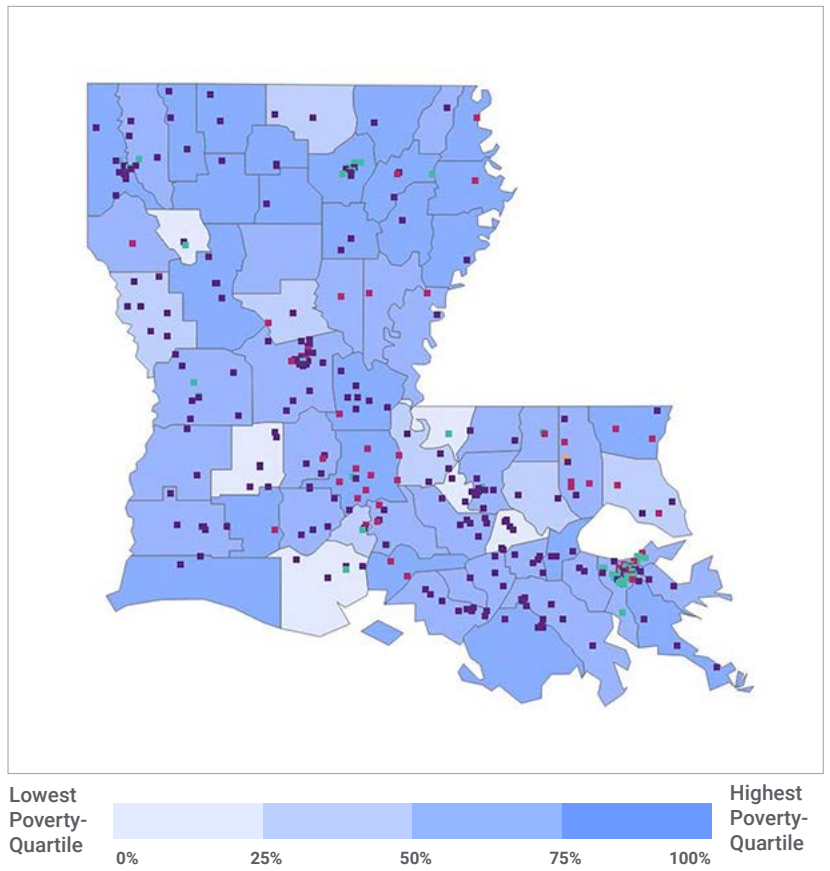 Lowest
Poverty-
Quartile
0%
25%
50%
75%
100%
Highest
Poverty-
Quartile